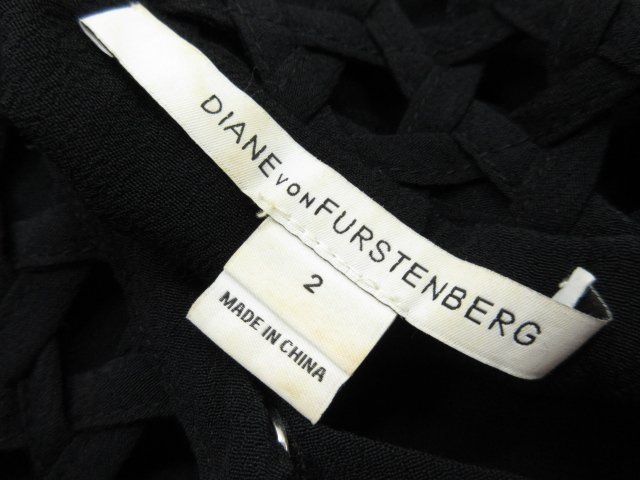 DIANE VON FURSTENBERG
2
MADE IN CHINA